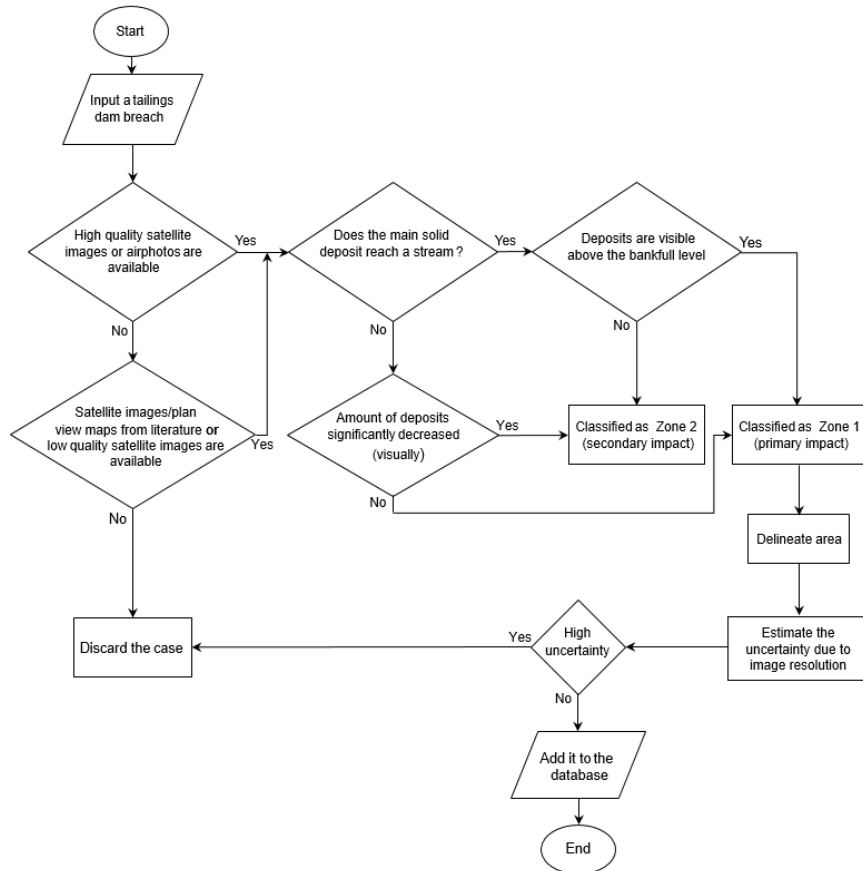 Start
Input a tailings
dam breach
High quality satellite
images or airphotos are
available
Yes
No
Does the main solid
deposit reach a stream ?
Yes
No
Deposits are visible
above the bankfull level
Yes
No
Satellite images/plan
view maps from literature or
low quality satellite images are
available
Yes
No
Amount of deposits
significantly decreased
(visually)
Yes
No
Classified as Zone 2
(secondary impact)
Classified as Zone 1
(primary impact)
Delineate area
Estimate the
uncertainty due to
image resolution
High
uncertainty
Yes
No
Discard the case
Add it to the
database
End